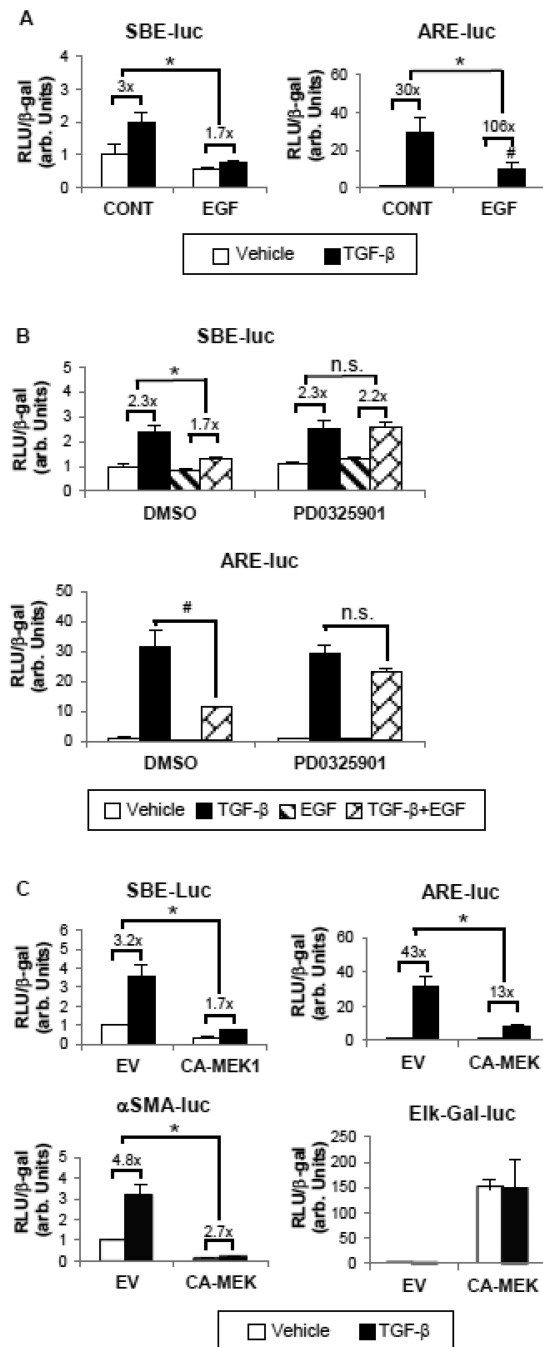 A
SBE-luc
RLU/β-gal
(arb. Units)
4
3
2
1
0
*
3x
1.7x
CONT EGF
ARE-luc
RLU/β-gal
(arb. Units)
60
40
20
0
*
30x
106x
#
CONT EGF
Vehicle TGF-β
B
SBE-luc
RLU/β-gal
(arb. Units)
5
4
3
2
1
0
*
2.3x
1.7x
n.s.
2.3x
2.2x
DMSO PD0325901
ARE-luc
RLU/β-gal
(arb. Units)
50
40
30
20
10
0
#
n.s.
DMSO PD0325901
Vehicle TGF-β EGF TGF-β+EGF
C
SBE-Luc
RLU/β-gal
(arb. Units)
6
5
4
3
2
1
0
*
3.2x
1.7x
EV CA-MEK1
ARE-luc
RLU/β-gal
(arb. Units)
60
40
20
0
*
43x
13x
EV CA-MEK
αSMA-luc
RLU/β-gal
(arb. Units)
5
4
3
2
1
0
*
4.8x
2.7x
EV CA-MEK
Elk-Gal-luc
RLU/β-gal
(arb. Units)
250
200
150
100
50
0
EV CA-MEK
Vehicle TGF-β